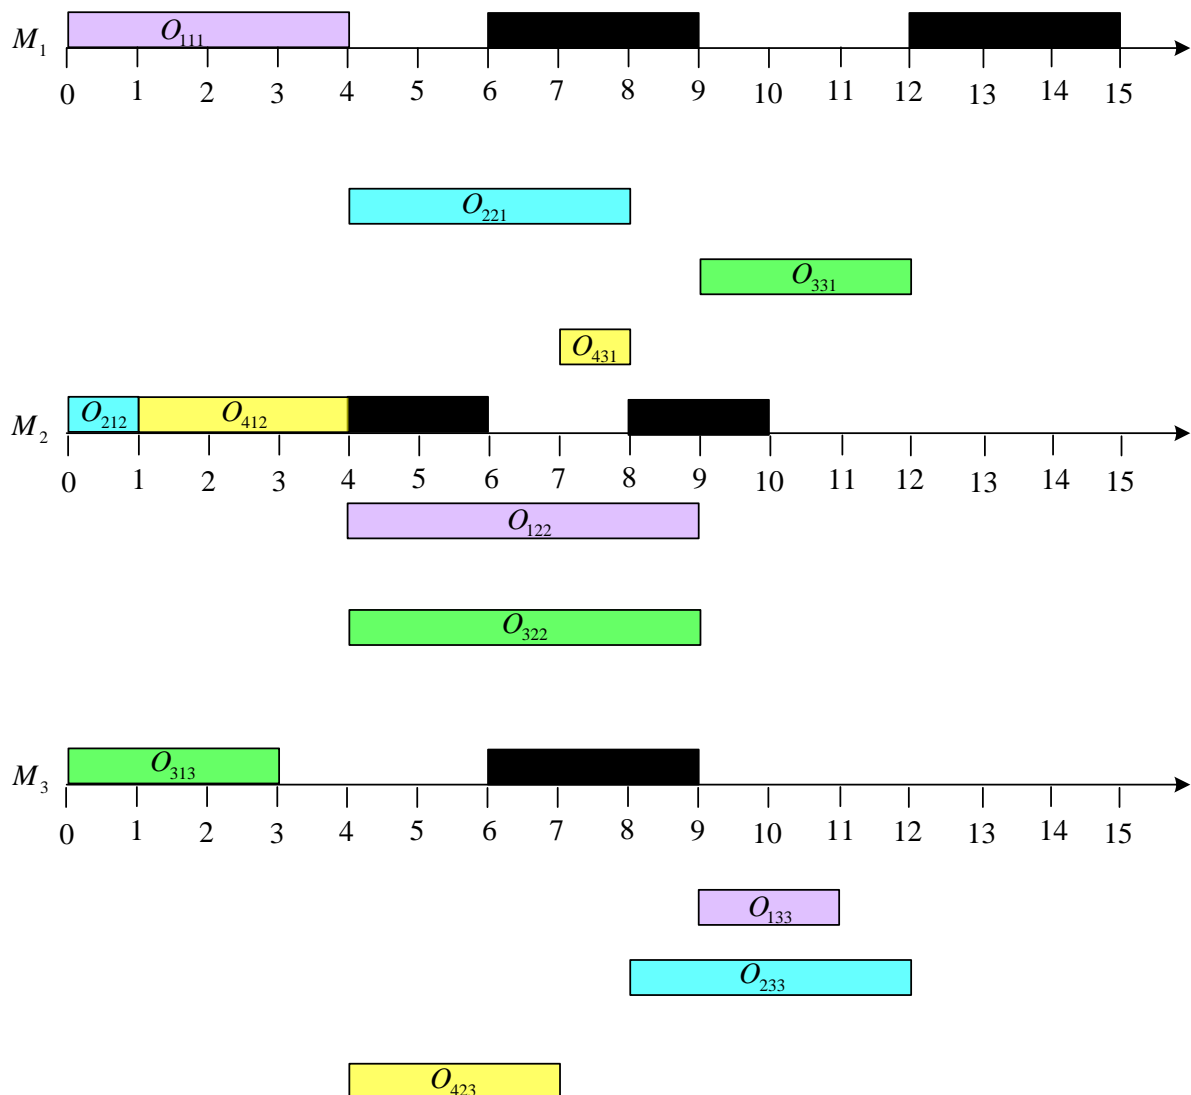 M₁ O₁₁₁
0 1 2 3 4 5 6 7 8 9 10 11 12 13 14 15
O₂₂₁
O₃₃₁
O₄₃₁
M₂ O₂₁₂ O₄₁₂
0 1 2 3 4 5 6 7 8 9 10 11 12 13 14 15
O₁₂₂
O₃₂₂
M₃ O₃₁₃
0 1 2 3 4 5 6 7 8 9 10 11 12 13 14 15
O₁₃₃
O₂₃₃
O₄₂₃